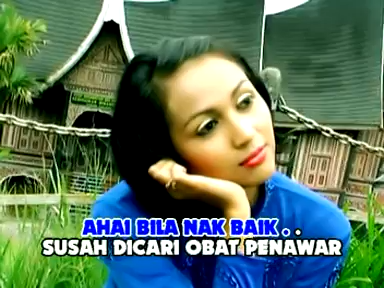 AHAI BILA NAK BAIK . .
SUSAH DICARI OBAT PENAWAR